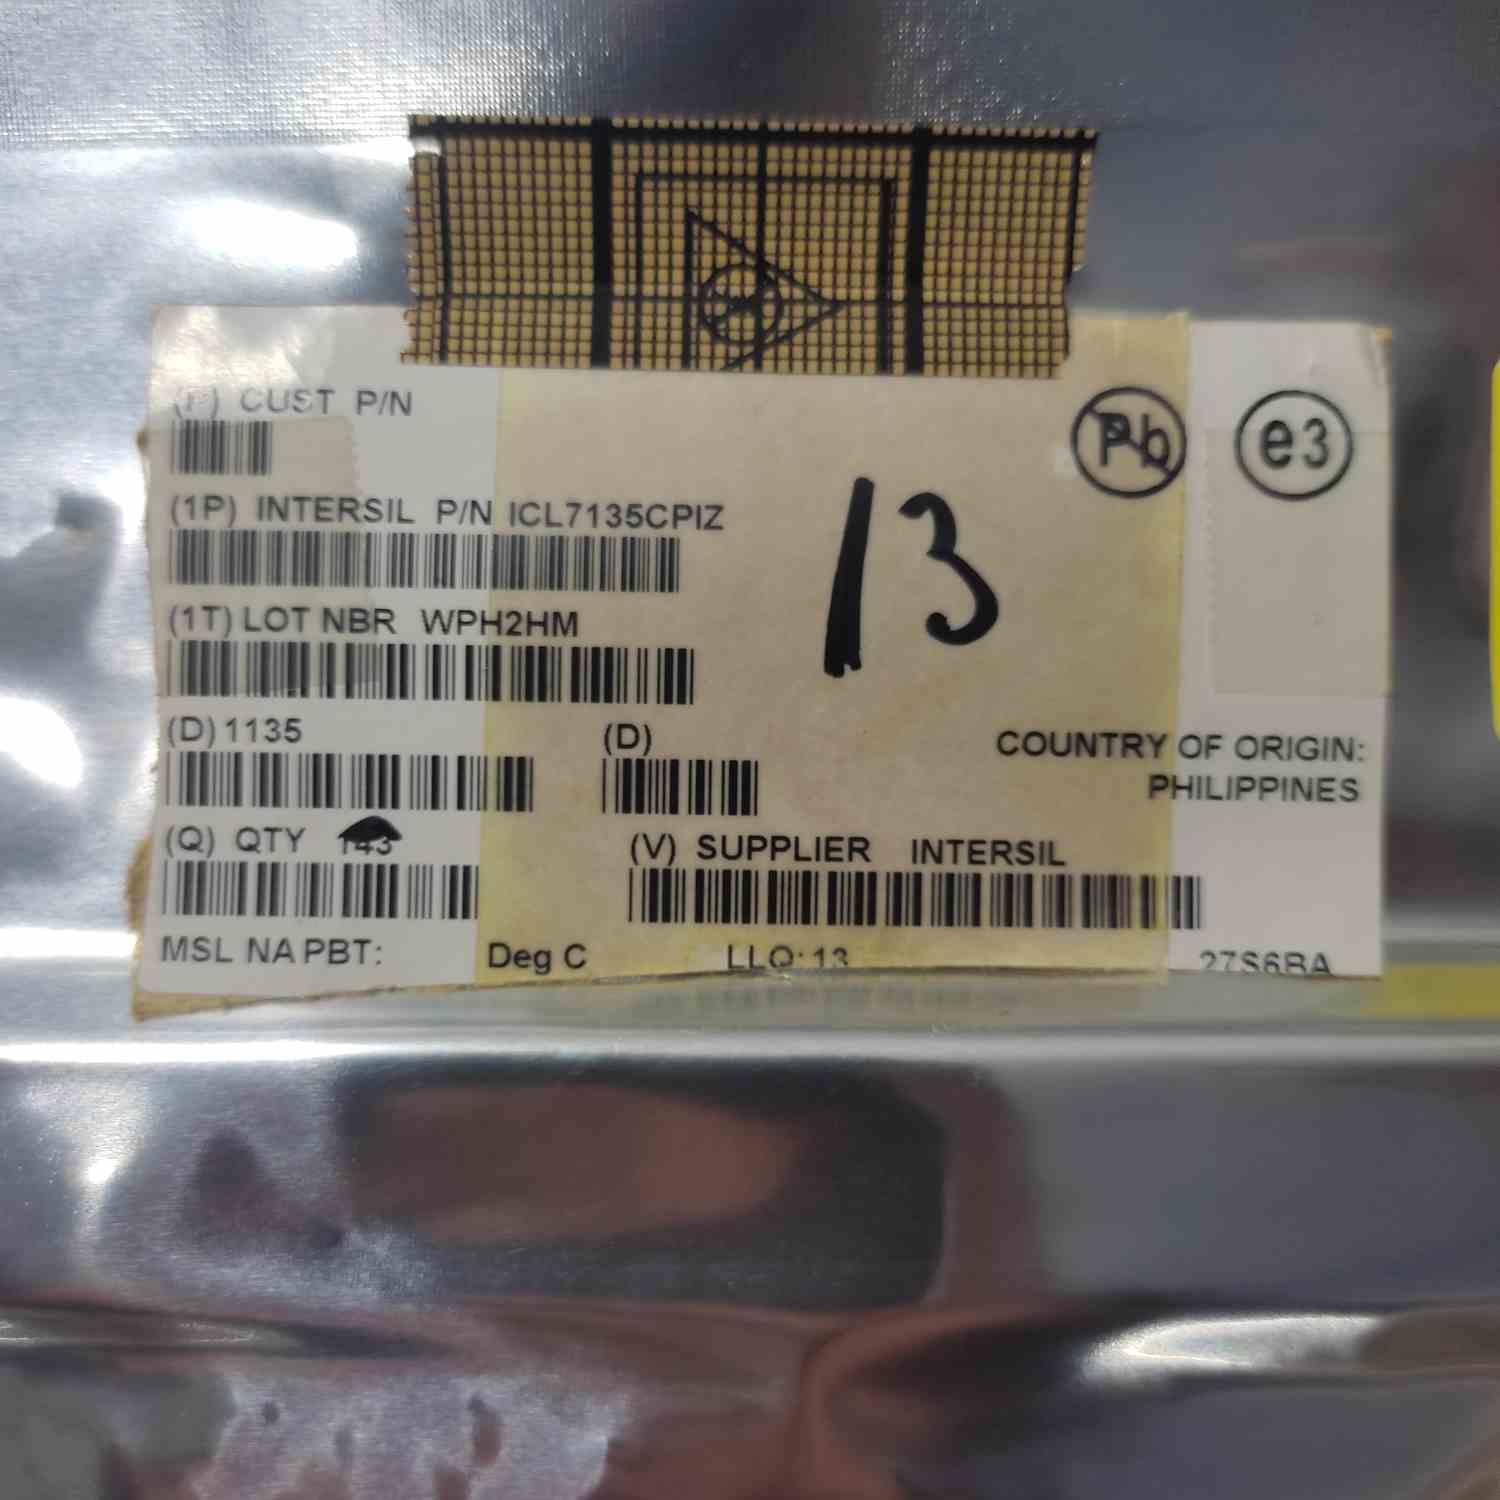 (P) CUST P/N
Pb
e3
(1P) INTERSIL P/N ICL7135CPIZ
13
(1T) LOT NBR WPH2HM
(D) 1135
(D)
COUNTRY OF ORIGIN:
PHILIPPINES
(Q) QTY 143
(V) SUPPLIER INTERSIL
MSL NA PBT: Deg C LLQ: 13 27S6BA